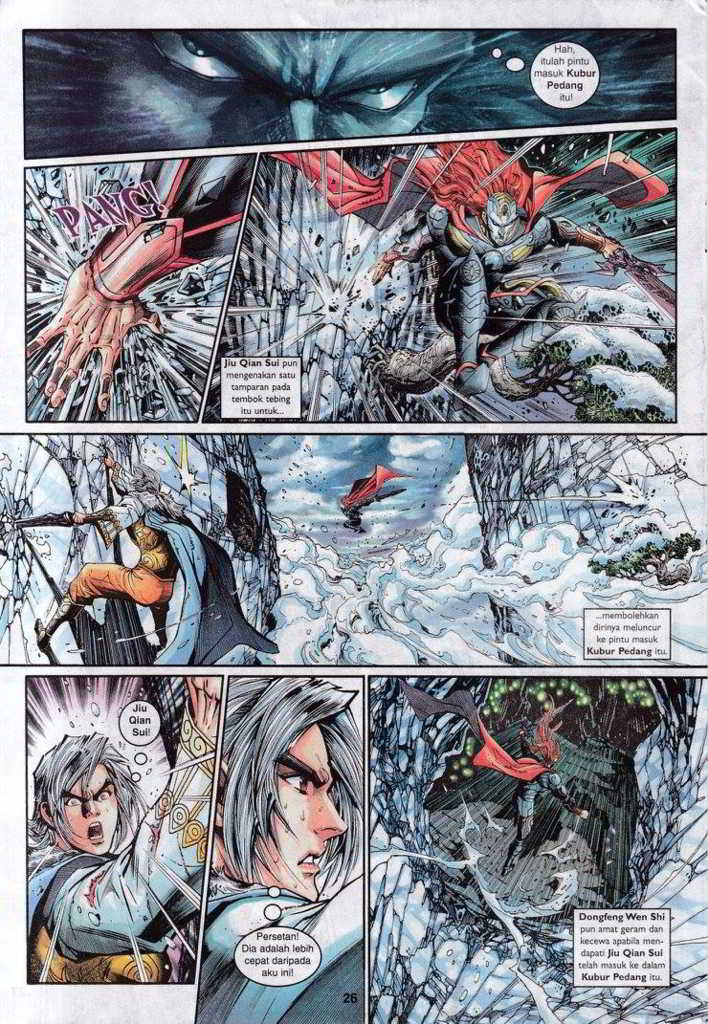 Hah,
itulah pintu
masuk Kubur
Pedang
itu!
PANG!
Jiu Qian Sui pun
mengenakan satu
tamparan pada
tembok tebing
itu untuk...
...membolehkan
dirinya meluncur
ke pintu masuk
Kubur Pedang itu.
Jiu
Qian
Sui!
Persetan!
Dia adalah lebih
cepat daripada
aku ini!
Dongfeng Wen Shi
pun amat geram dan
kecewa apabila men-
dapati Jiu Qian Sui
telah masuk ke dalam
Kubur Pedang itu.
26